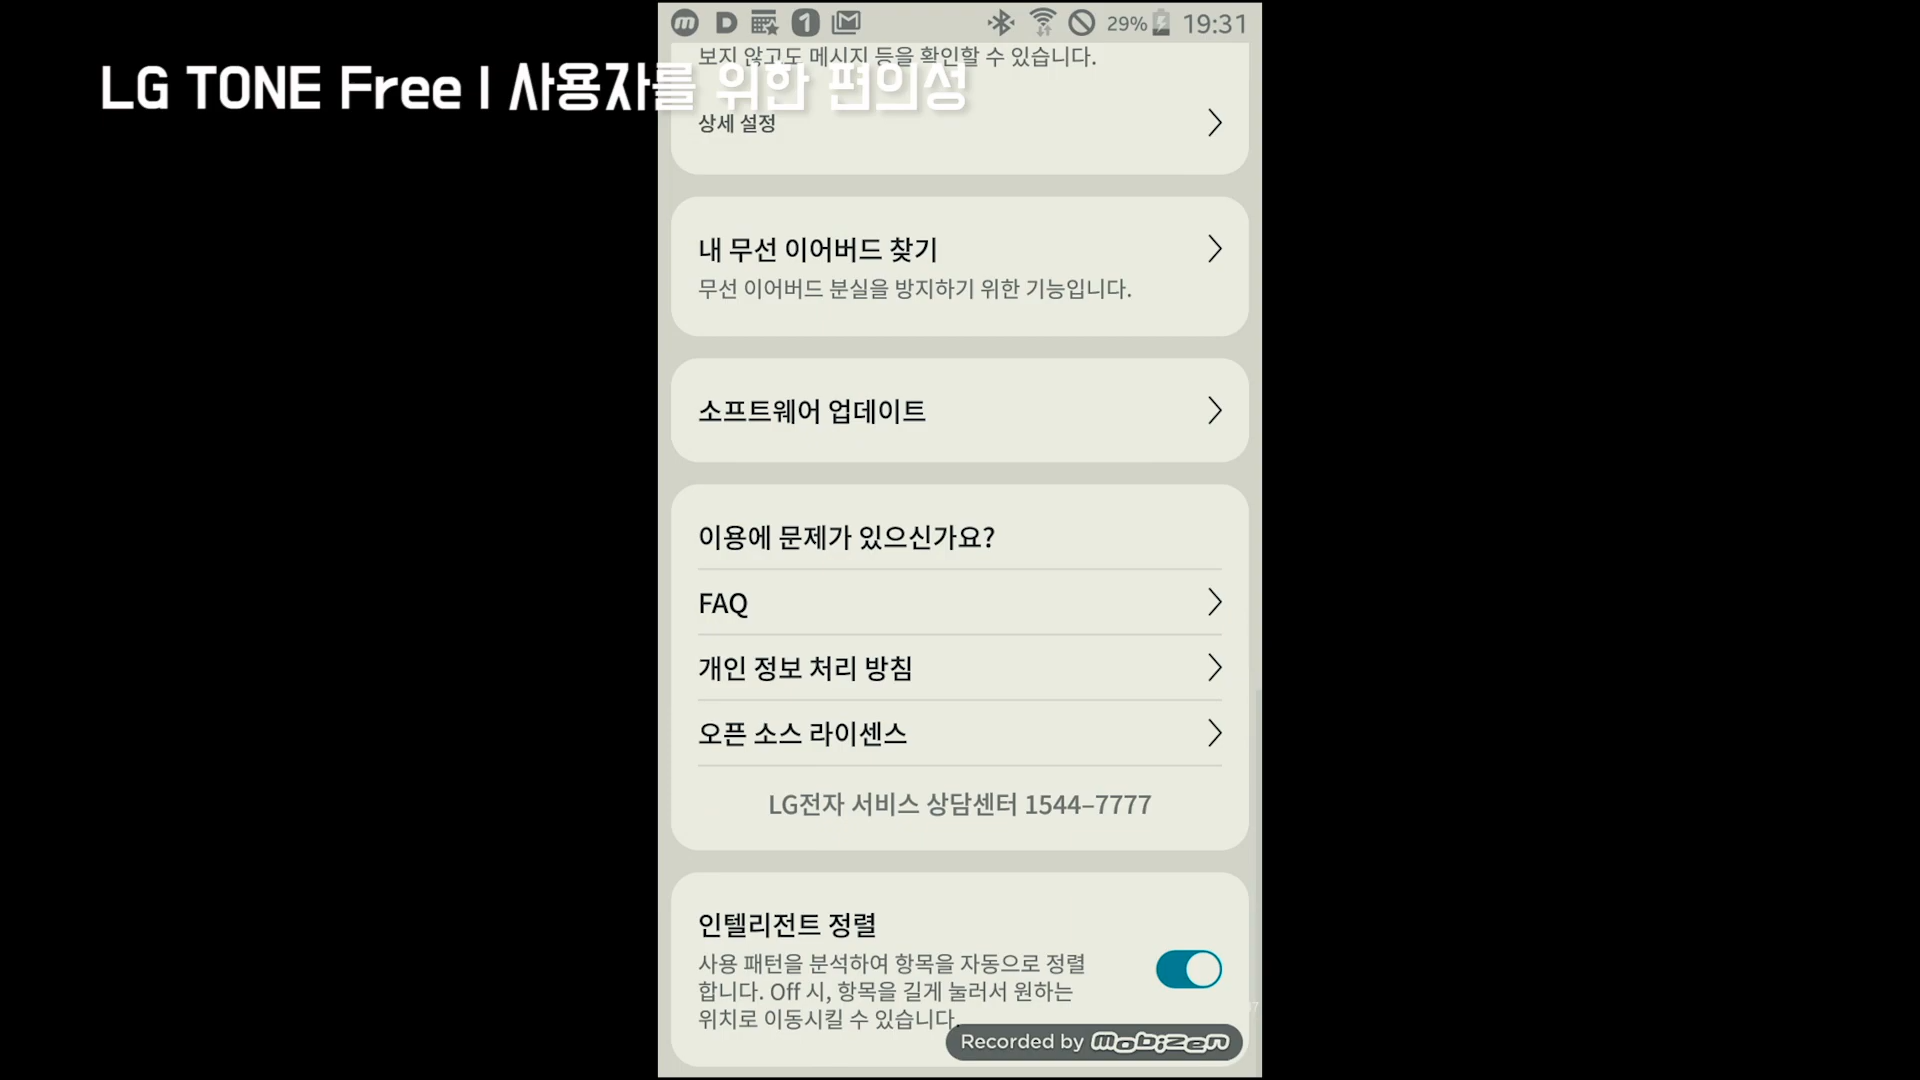 29% 19:31
보지 않고도 메시지 등을 확인할 수 있습니다.
LG TONE Free I 사용자를 위한 편의성
상세 설정
내 무선 이어버드 찾기
무선 이어버드 분실을 방지하기 위한 기능입니다.
소프트웨어 업데이트
이용에 문제가 있으신가요?
FAQ
개인 정보 처리 방침
오픈 소스 라이센스
LG전자 서비스 상담센터 1544-7777
인텔리전트 정렬
사용 패턴을 분석하여 항목을 자동으로 정렬
합니다. Off 시, 항목을 길게 눌러서 원하는
위치로 이동시킬 수 있습니다.
Recorded by mobizen